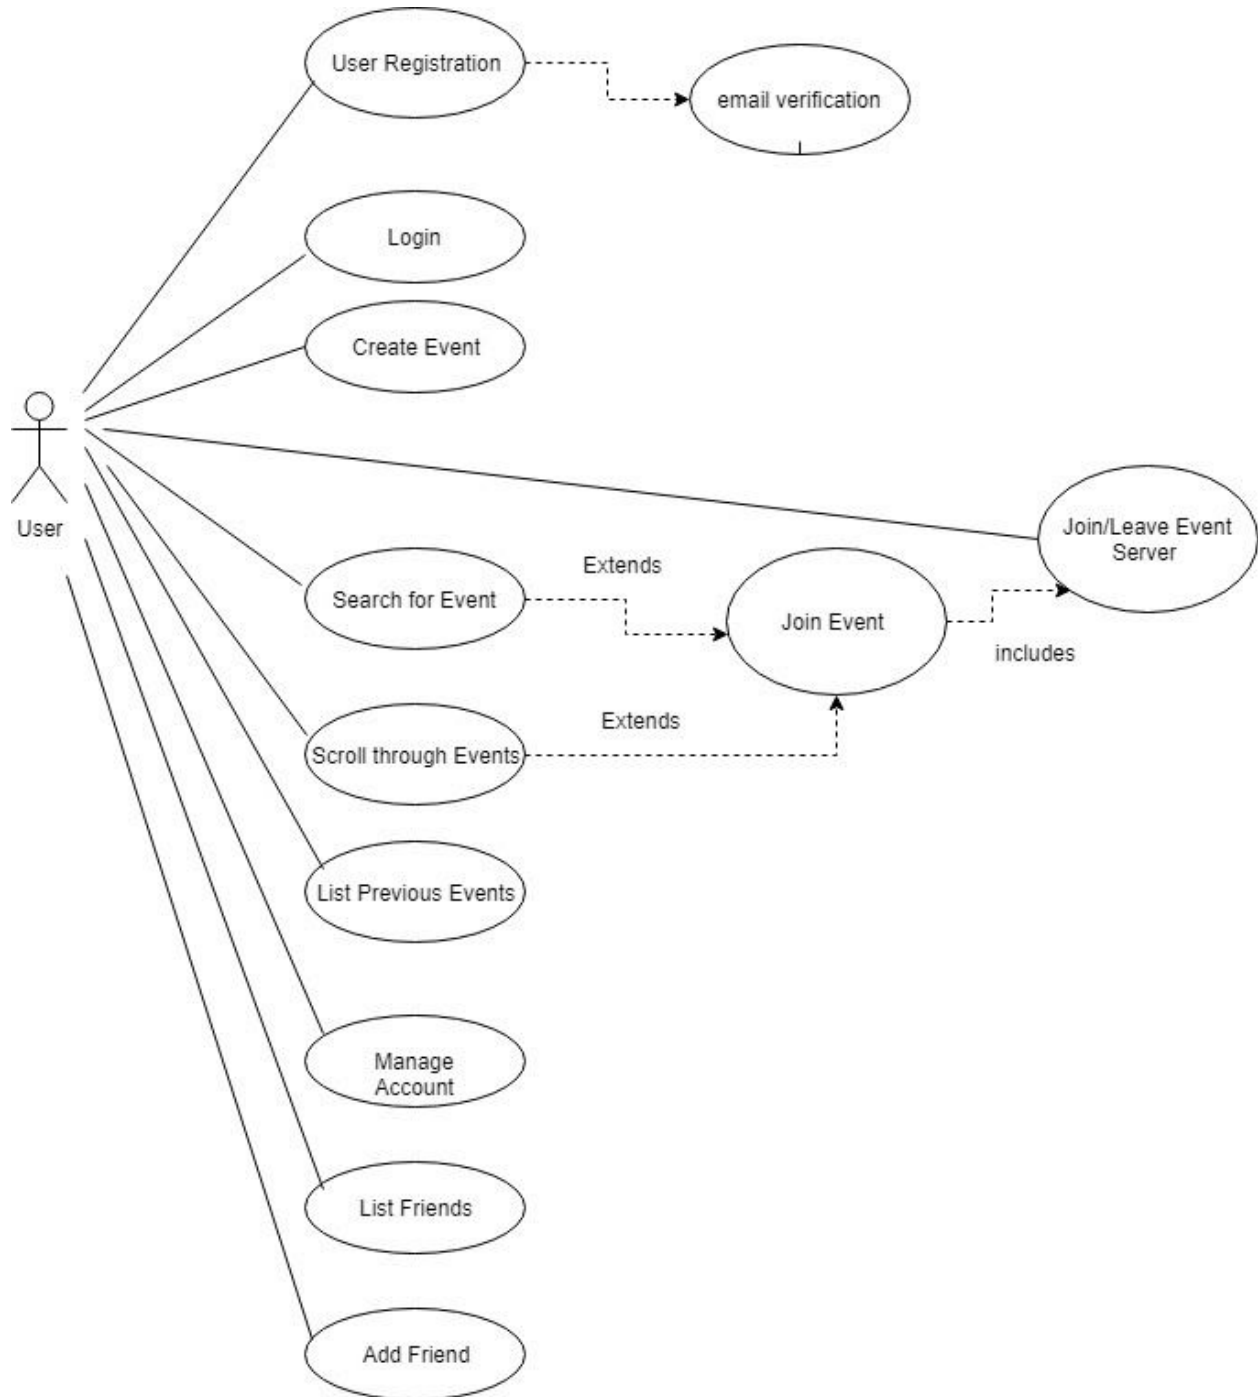 User Registration
email verification
Login
Create Event
User
Join/Leave Event
Server
Extends
Search for Event
Join Event
includes
Extends
Scroll through Events
List Previous Events
Manage
Account
List Friends
Add Friend